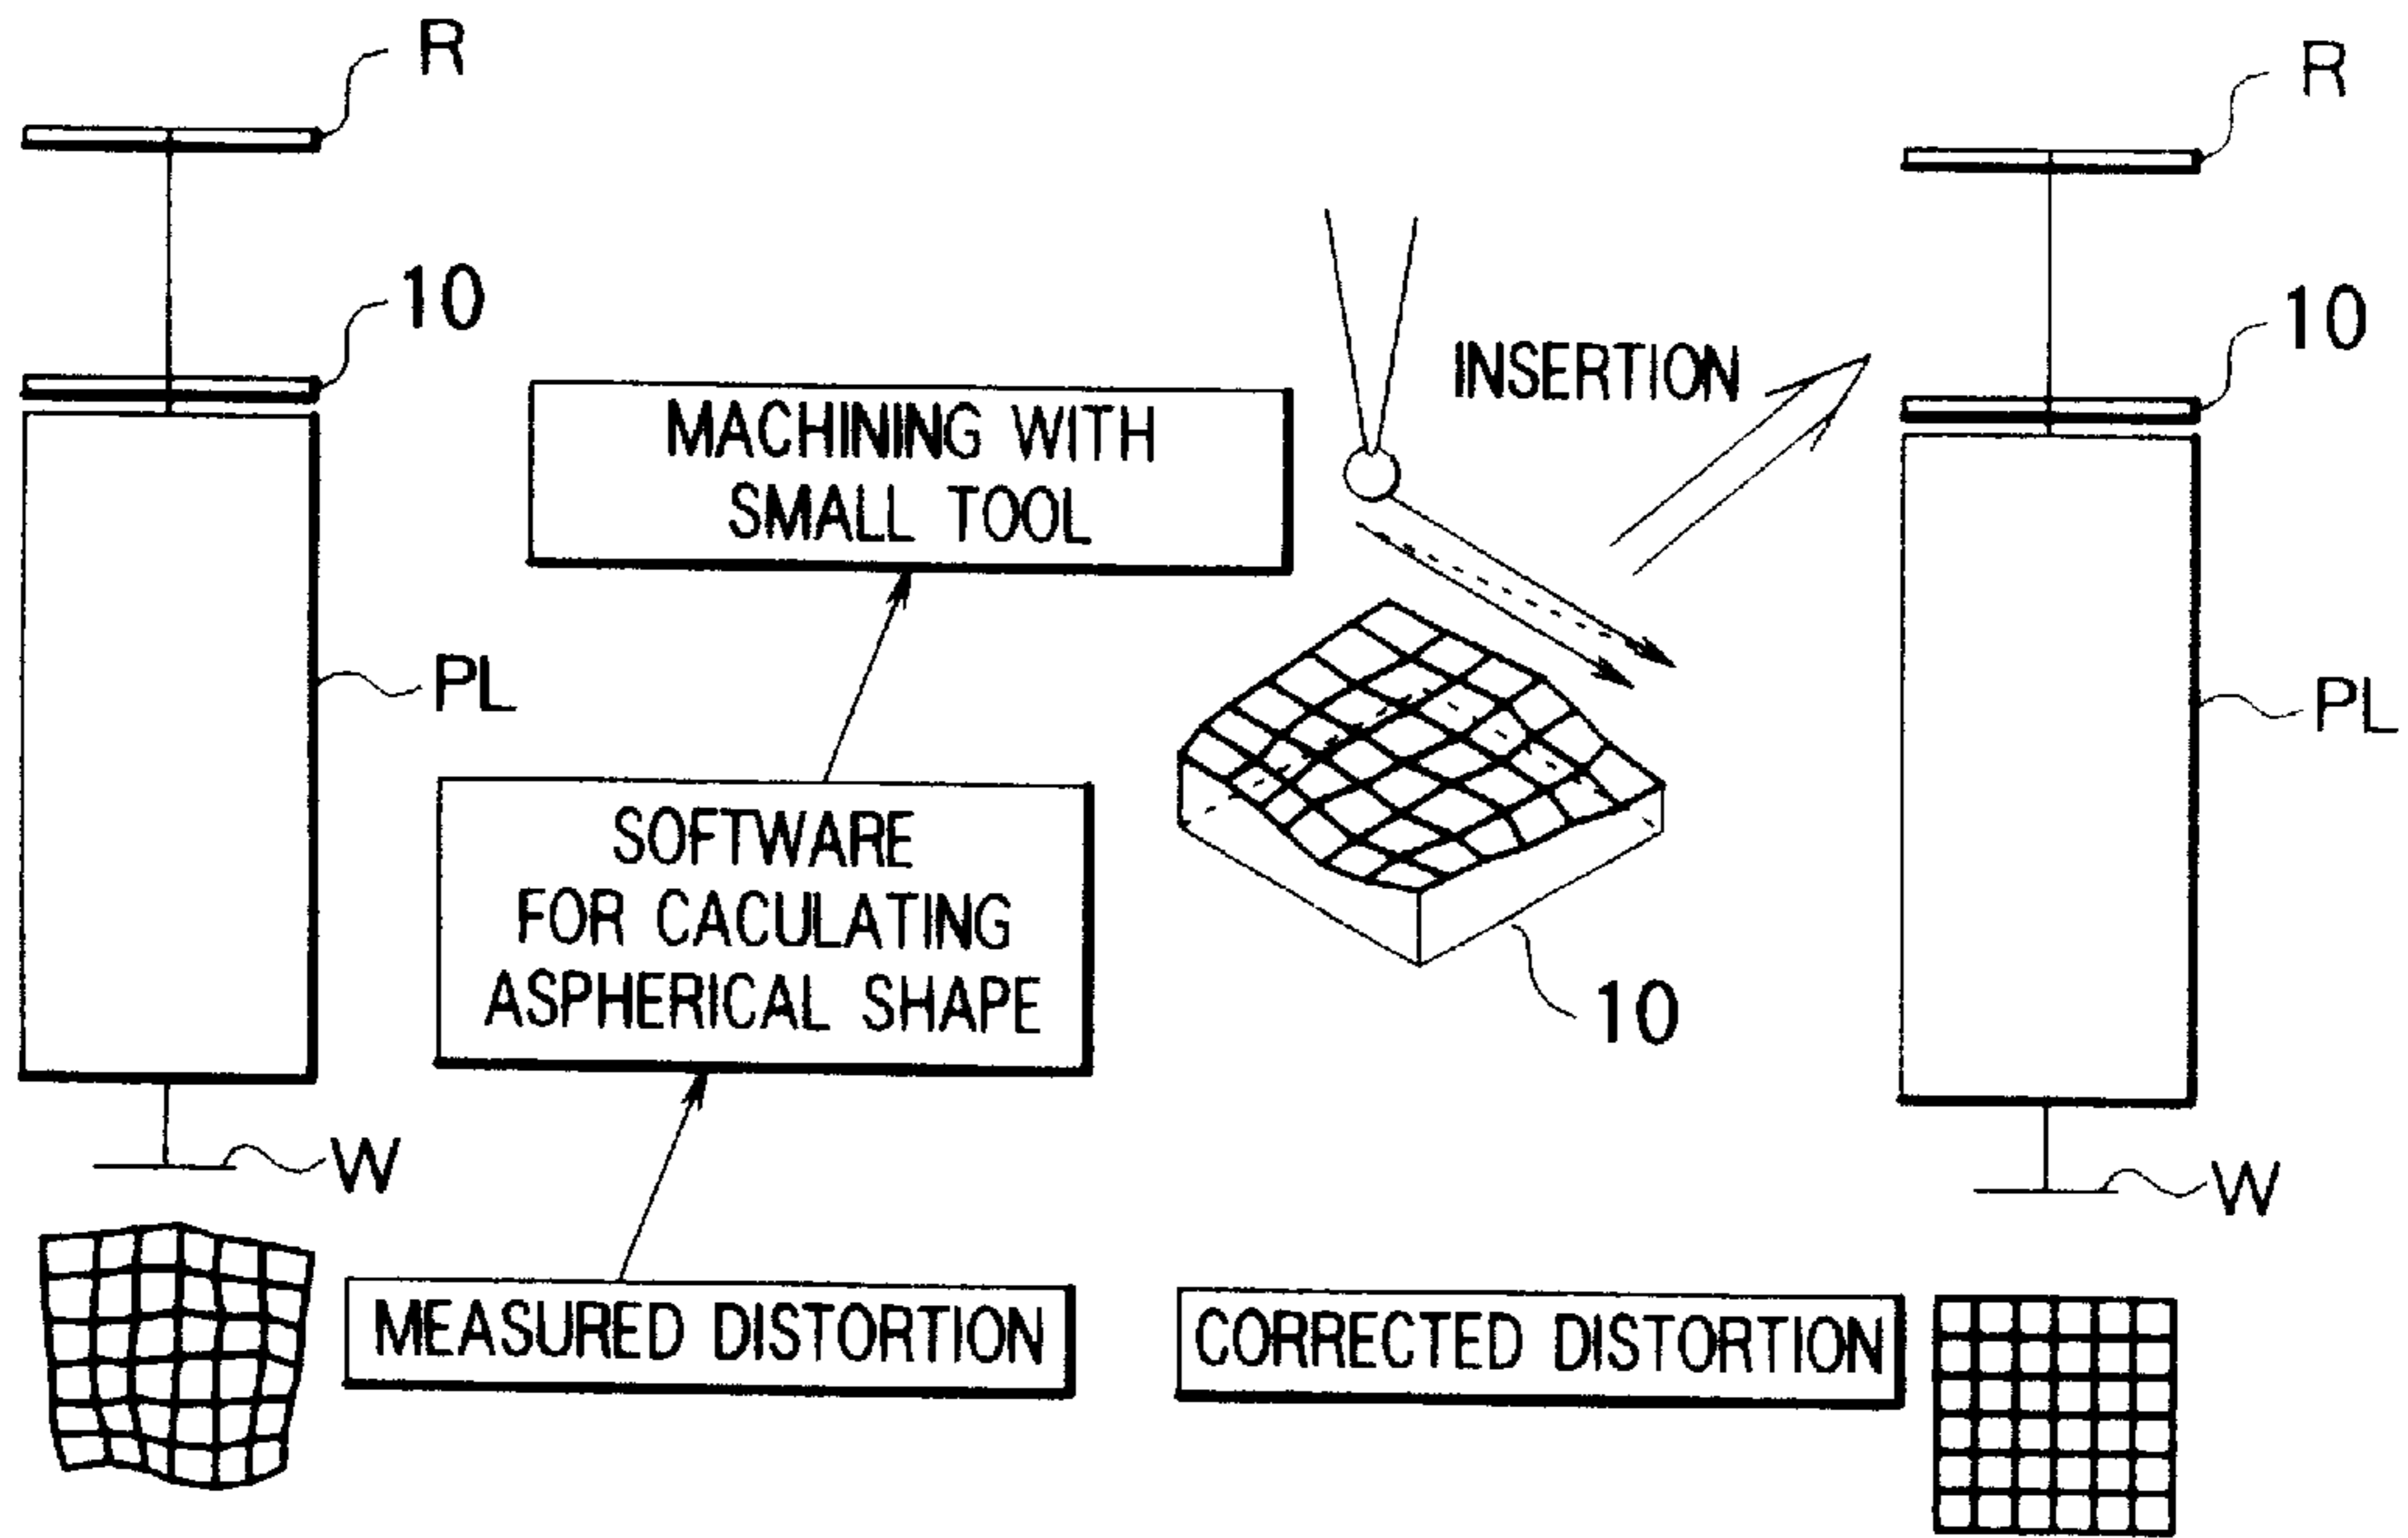 R
10
PL
W
MACHINING WITH
SMALL TOOL
SOFTWARE
FOR CACULATING
ASPHERICAL SHAPE
MEASURED DISTORTION
INSERTION
10
CORRECTED DISTORTION
R
10
PL
W